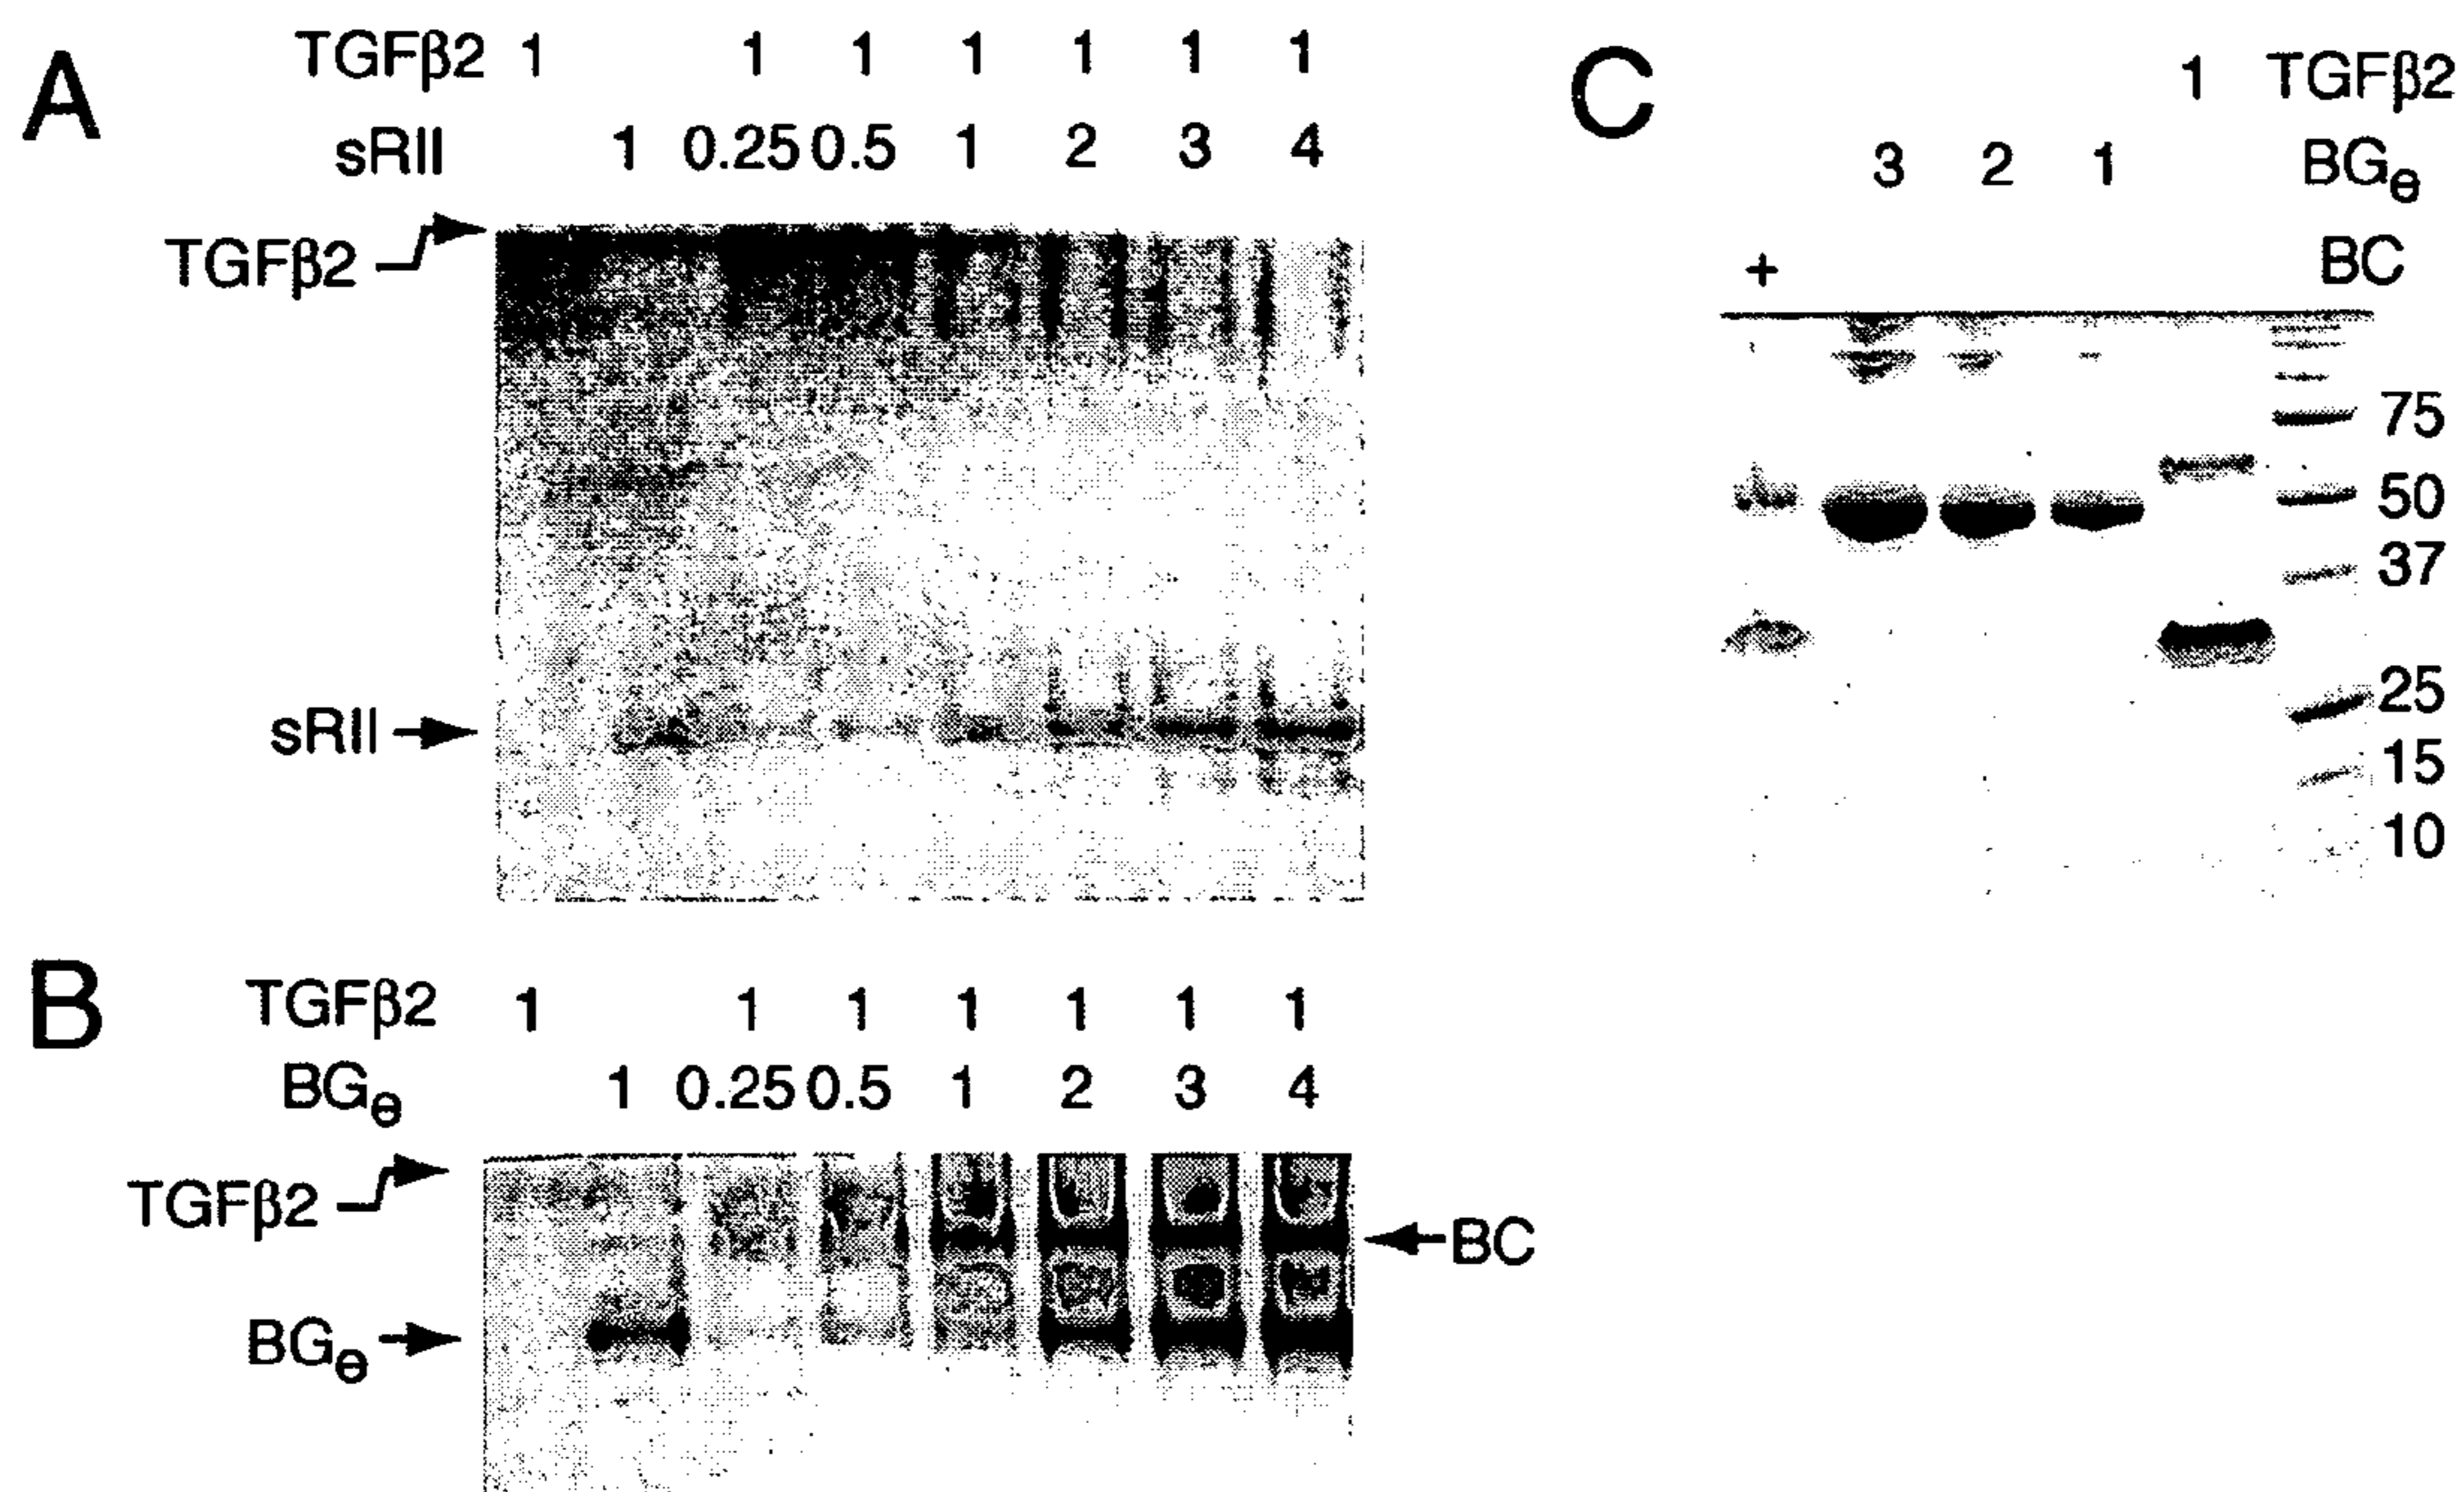 A
TGFβ2 1 1 1 1 1 1 1
sRII 1 0.25 0.5 1 2 3 4
TGFβ2
sRII
B
TGFβ2 1 1 1 1 1 1 1
BGe 1 0.25 0.5 1 2 3 4
TGFβ2
BC
BGe
C
1 TGFβ2
3 2 1 BGe
+ BC
75
50
37
25
15
10